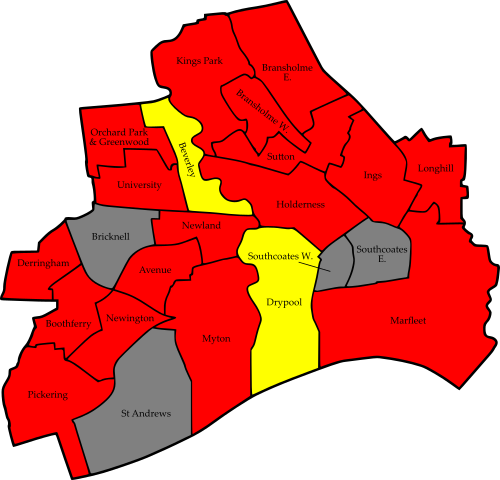 Kings Park
Bransholme
E.
Bransholme W.
Orchard Park
& Greenwood
Beverley
Sutton
Longhill
Ings
University
Holderness
Newland
Bricknell
Southcoates W.
Southcoates
E.
Derringham
Avenue
Drypool
Boothferry
Newington
Marfleet
Myton
Pickering
St Andrews